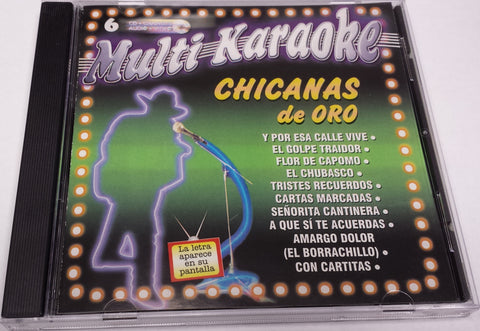 6
Multi Karaoke
CHICANAS
de ORO
Y POR ESA CALLE VIVE •
EL GOLPE TRAIDOR •
FLOR DE CAPOMO •
EL CHUBASCO •
TRISTES RECUERDOS •
CARTAS MARCADAS •
SEÑORITA CANTINERA •
A QUE SÍ TE ACUERDAS •
AMARGO DOLOR
(EL BORRACHILLO) •
CON CARTITAS •
La letra
aparece
en su
pantalla